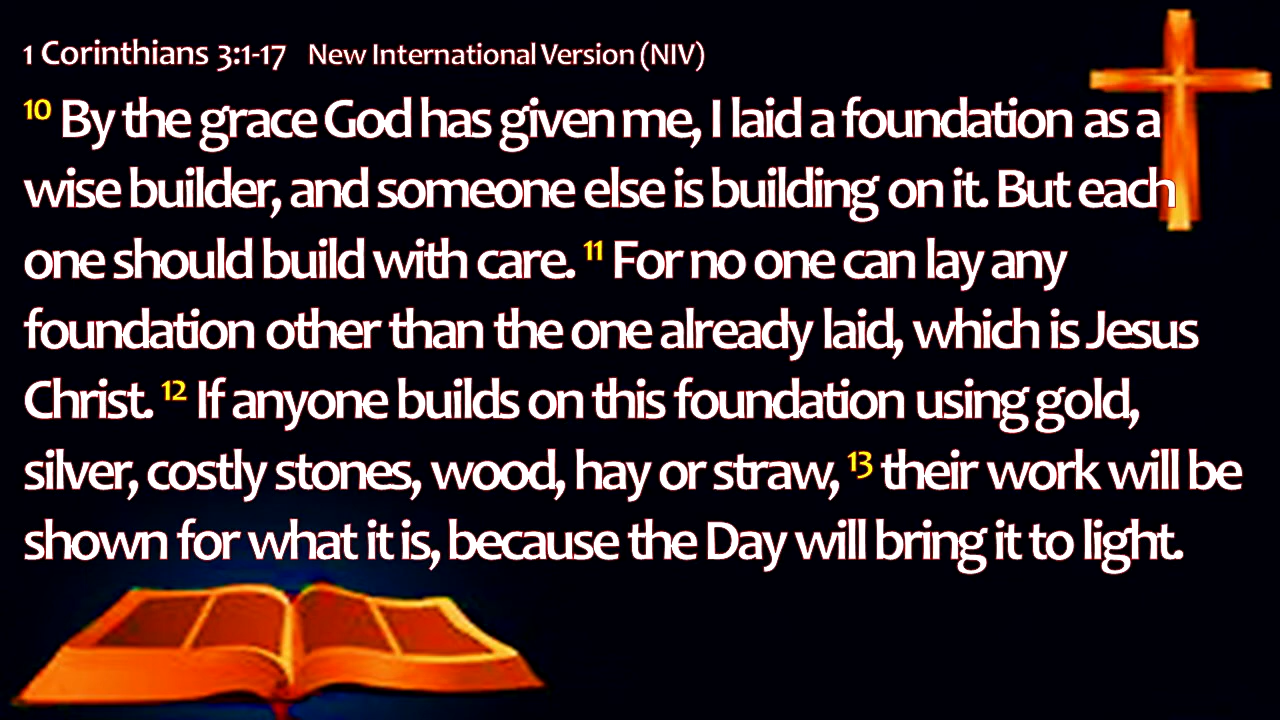 1 Corinthians 3:1-17 New International Version (NIV)
10 By the grace God has given me, I laid a foundation as a
wise builder, and someone else is building on it. But each
one should build with care. 11 For no one can lay any
foundation other than the one already laid, which is Jesus
Christ. 12 If anyone builds on this foundation using gold,
silver, costly stones, wood, hay or straw, 13 their work will be
shown for what it is, because the Day will bring it to light.